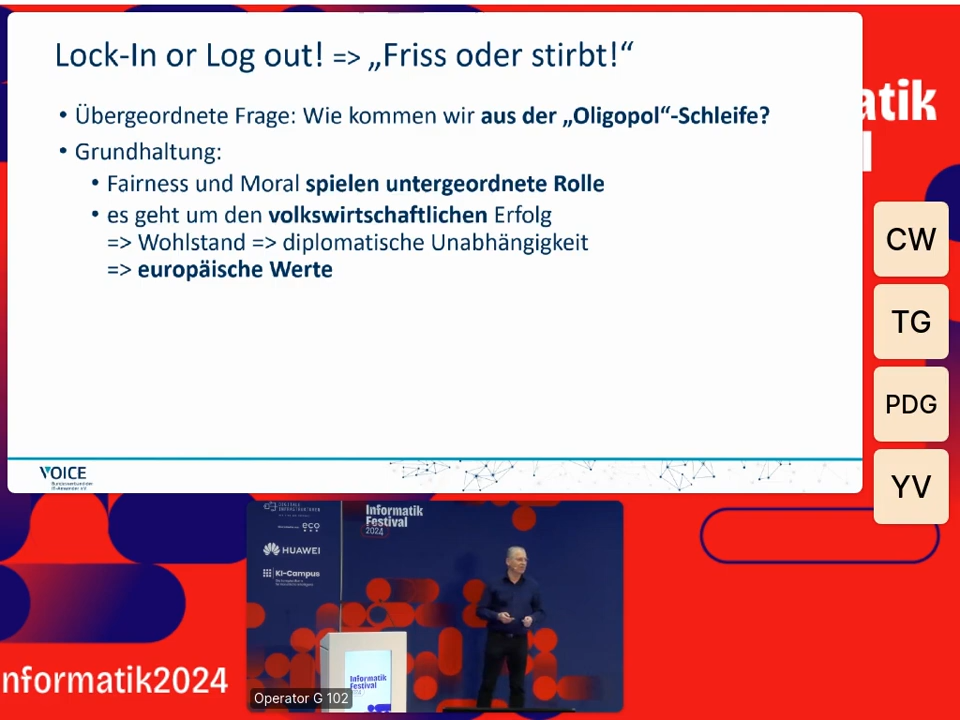 Lock-In or Log out! => „Friss oder stirbt!“
• Übergeordnete Frage: Wie kommen wir aus der „Oligopol“-Schleife?
• Grundhaltung:
• Fairness und Moral spielen untergeordnete Rolle
• es geht um den volkswirtschaftlichen Erfolg
=> Wohlstand => diplomatische Unabhängigkeit
=> europäische Werte
VOICE
atik
l
CW
TG
PDG
YV
eco
HUAWEI
KI-Campus
Informatik
Festival
2024
Informatik
Festival
Operator G 102
nformatik2024